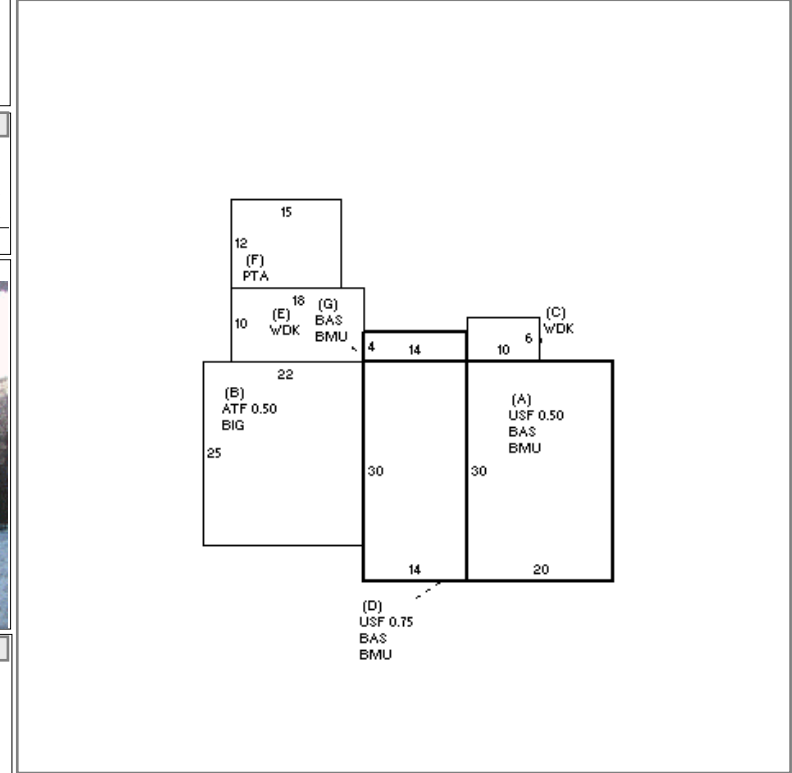 15
12
(F)
PTA
18
(G)
BAS
BMU
(E)
WDK
10
4
14
(C)
WDK
6
10
22
(B)
ATF 0.50
BIG
25
(A)
USF 0.50
BAS
BMU
30
30
14
20
(D)
USF 0.75
BAS
BMU